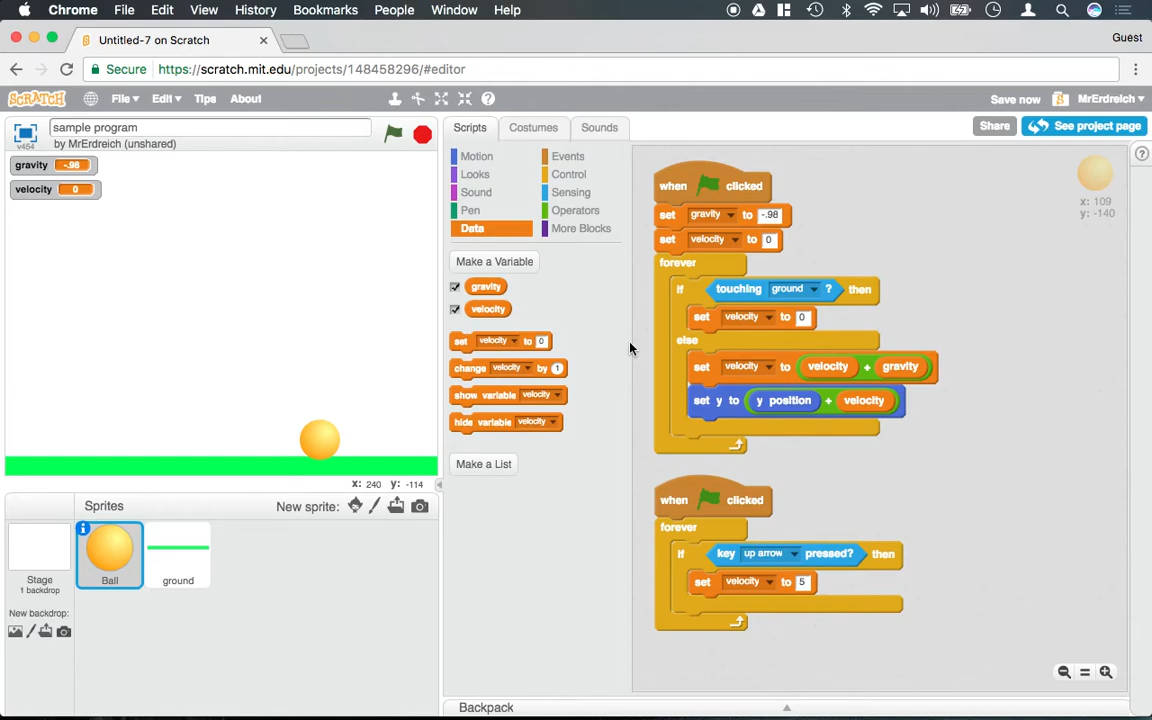 Chrome File Edit View History Bookmarks People Window Help
Untitled-7 on Scratch
Guest
Secure https://scratch.mit.edu/projects/148458296/#editor
SCRATCH File Edit Tips About Save now MrErdreich
sample program
by MrErdreich (unshared)
v454
Scripts Costumes Sounds
Share See project page
gravity -.98
velocity 0
Motion Events
Looks Control
Sound Sensing
Pen Operators
Data More Blocks
Make a Variable
gravity
velocity
set velocity to 0
change velocity by 1
show variable velocity
hide variable velocity
Make a List
when clicked
set gravity to -.98
set velocity to 0
forever
if touching ground ? then
set velocity to 0
else
set velocity to velocity + gravity
set y to y position + velocity
when clicked
forever
if key up arrow pressed? then
set velocity to 5
x: 109
y: -140
x: 240 y: -114
Sprites New sprite:
Stage
1 backdrop
New backdrop:
Ball
ground
Backpack